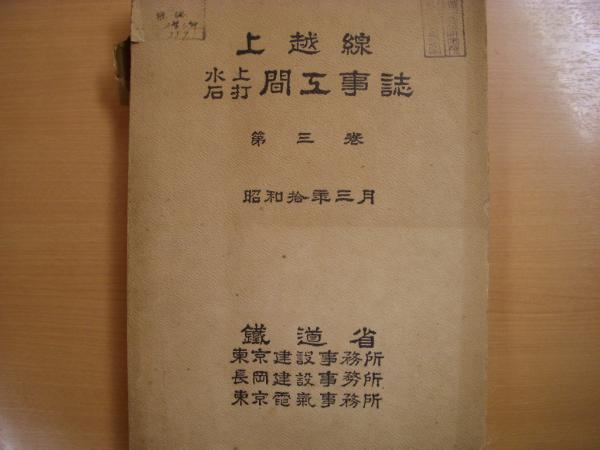 上越線
水上
石打間工事誌
第三巻
昭和拾年三月
鐵道省
東京建設事務所
長岡建設事務所
東京電氣事務所